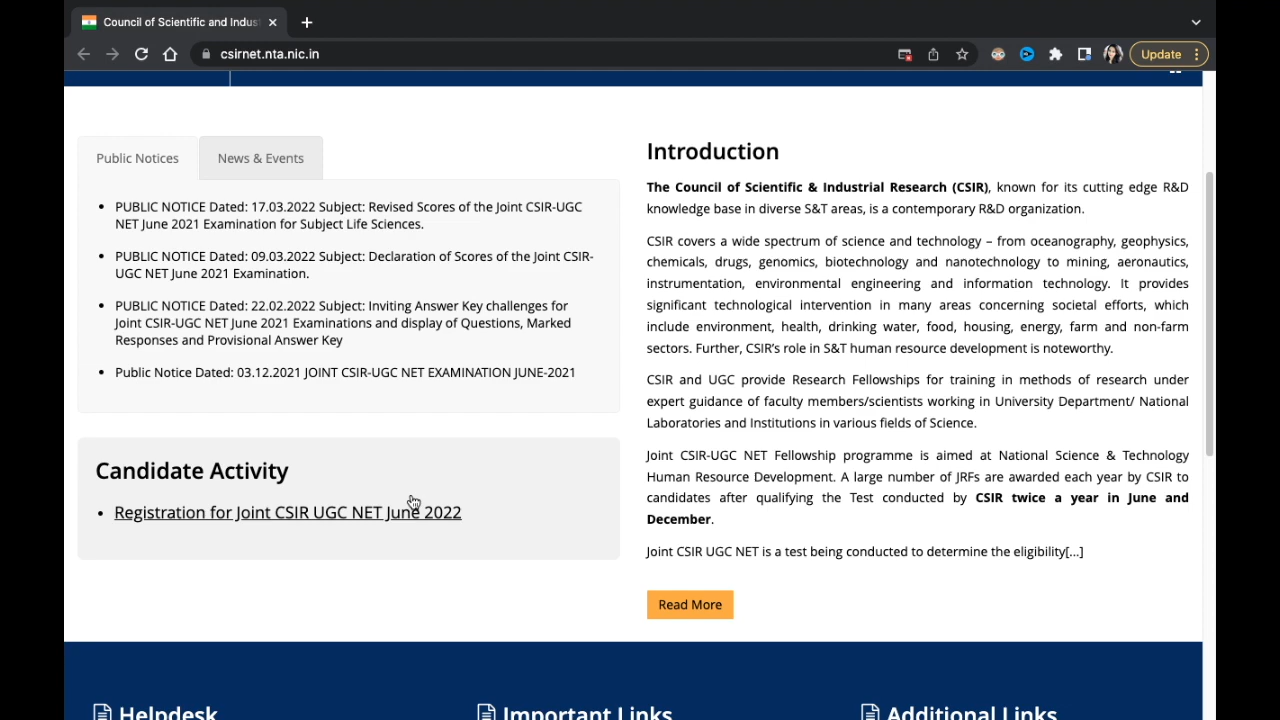 Council of Scientific and Indus
csirnet.nta.nic.in
Update
Public Notices
News & Events
PUBLIC NOTICE Dated: 17.03.2022 Subject: Revised Scores of the Joint CSIR-UGC
NET June 2021 Examination for Subject Life Sciences.
PUBLIC NOTICE Dated: 09.03.2022 Subject: Declaration of Scores of the Joint CSIR-
UGC NET June 2021 Examination.
PUBLIC NOTICE Dated: 22.02.2022 Subject: Inviting Answer Key challenges for
Joint CSIR-UGC NET June 2021 Examinations and display of Questions, Marked
Responses and Provisional Answer Key
Public Notice Dated: 03.12.2021 JOINT CSIR-UGC NET EXAMINATION JUNE-2021
Candidate Activity
Registration for Joint CSIR UGC NET June 2022
Introduction
The Council of Scientific & Industrial Research (CSIR), known for its cutting edge R&D
knowledge base in diverse S&T areas, is a contemporary R&D organization.
CSIR covers a wide spectrum of science and technology – from oceanography, geophysics,
chemicals, drugs, genomics, biotechnology and nanotechnology to mining, aeronautics,
instrumentation, environmental engineering and information technology. It provides
significant technological intervention in many areas concerning societal efforts, which
include environment, health, drinking water, food, housing, energy, farm and non-farm
sectors. Further, CSIR's role in S&T human resource development is noteworthy.
CSIR and UGC provide Research Fellowships for training in methods of research under
expert guidance of faculty members/scientists working in University Department/ National
Laboratories and Institutions in various fields of Science.
Joint CSIR-UGC NET Fellowship programme is aimed at National Science & Technology
Human Resource Development. A large number of JRFs are awarded each year by CSIR to
candidates after qualifying the Test conducted by CSIR twice a year in June and
December.
Joint CSIR UGC NET is a test being conducted to determine the eligibility[...]
Read More
Helpdesk
Important Links
Additional Links